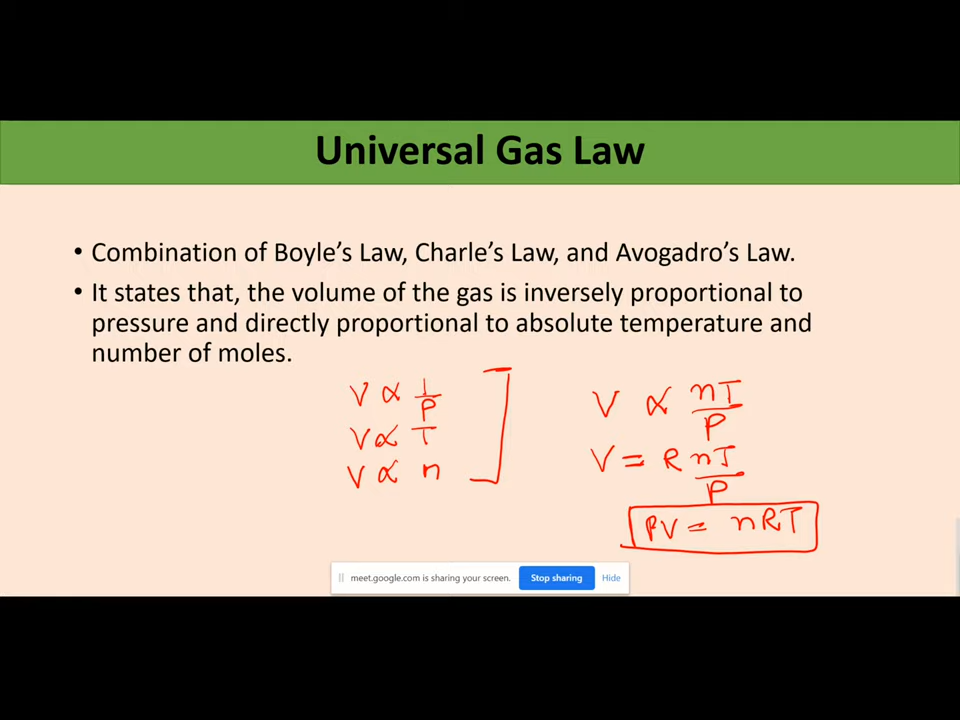 Universal Gas Law
• Combination of Boyle’s Law, Charle’s Law, and Avogadro’s Law.
• It states that, the volume of the gas is inversely proportional to
pressure and directly proportional to absolute temperature and
number of moles.
V ∝ 1/P
V ∝ T
V ∝ n
V ∝ nT/P
V = R nT/P
PV = nRT
meet.google.com is sharing your screen. Stop sharing Hide